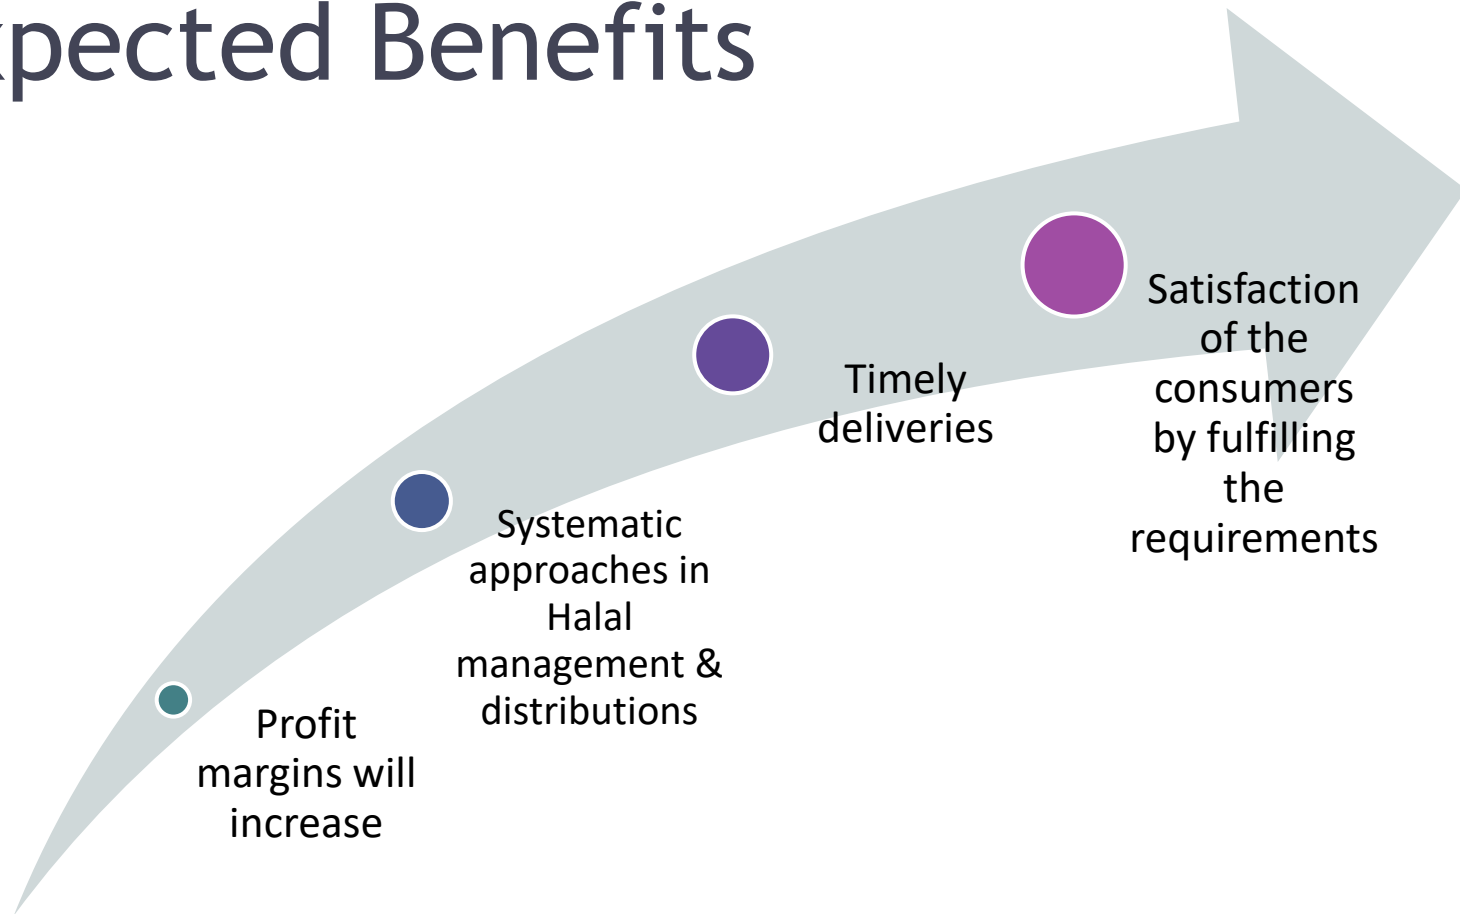 xpected Benefits
Profit
margins will
increase
Systematic
approaches in
Halal
management &
distributions
Timely
deliveries
Satisfaction
of the
consumers
by fulfilling
the
requirements